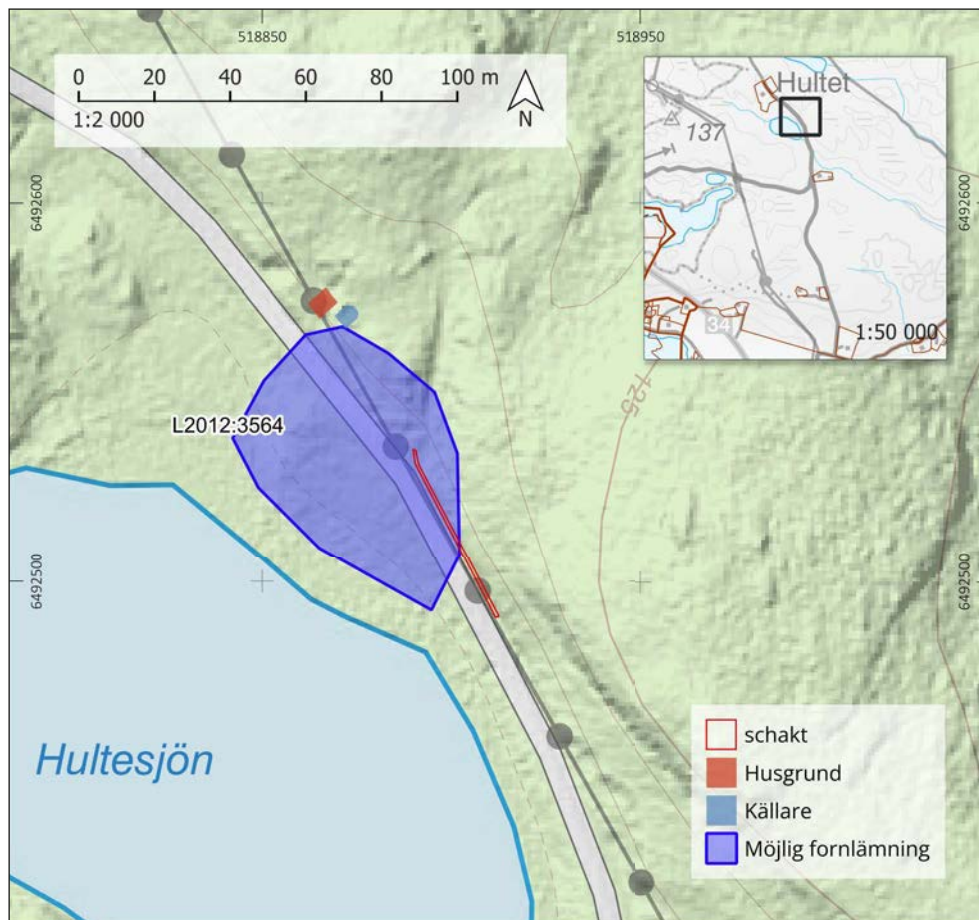 518850
518950
0 20 40 60 80 100 m
1:2 000
N
Hultet
137
34
1:50 000
6492600
6492600
L2012:3564
125
6492500
6492500
Hultesjön
schakt
Husgrund
Källare
Möjlig fornlämning